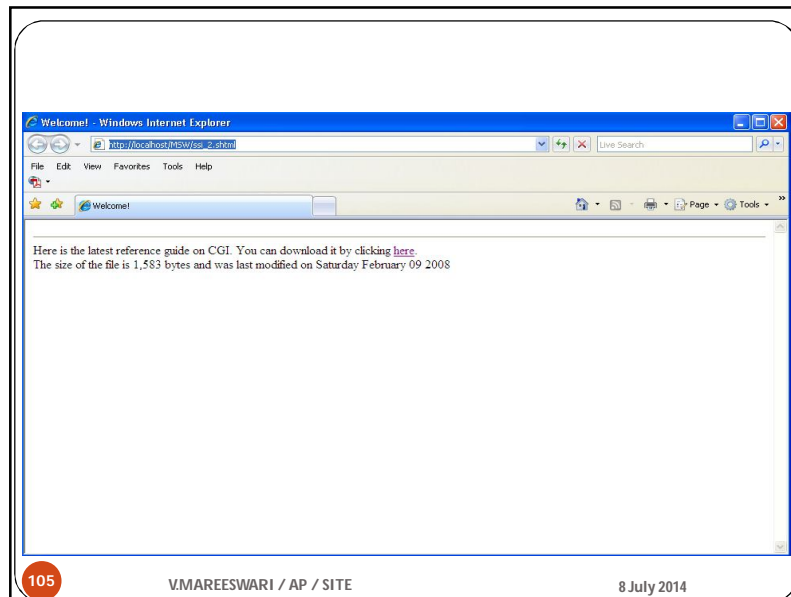 Welcome! - Windows Internet Explorer
http://localhost/MSW/ssi_2.shtml
Live Search
File Edit View Favorites Tools Help
Welcome!
Page Tools
Here is the latest reference guide on CGI. You can download it by clicking here.
The size of the file is 1,583 bytes and was last modified on Saturday February 09 2008
105
V.MAREESWARI / AP / SITE
8 July 2014